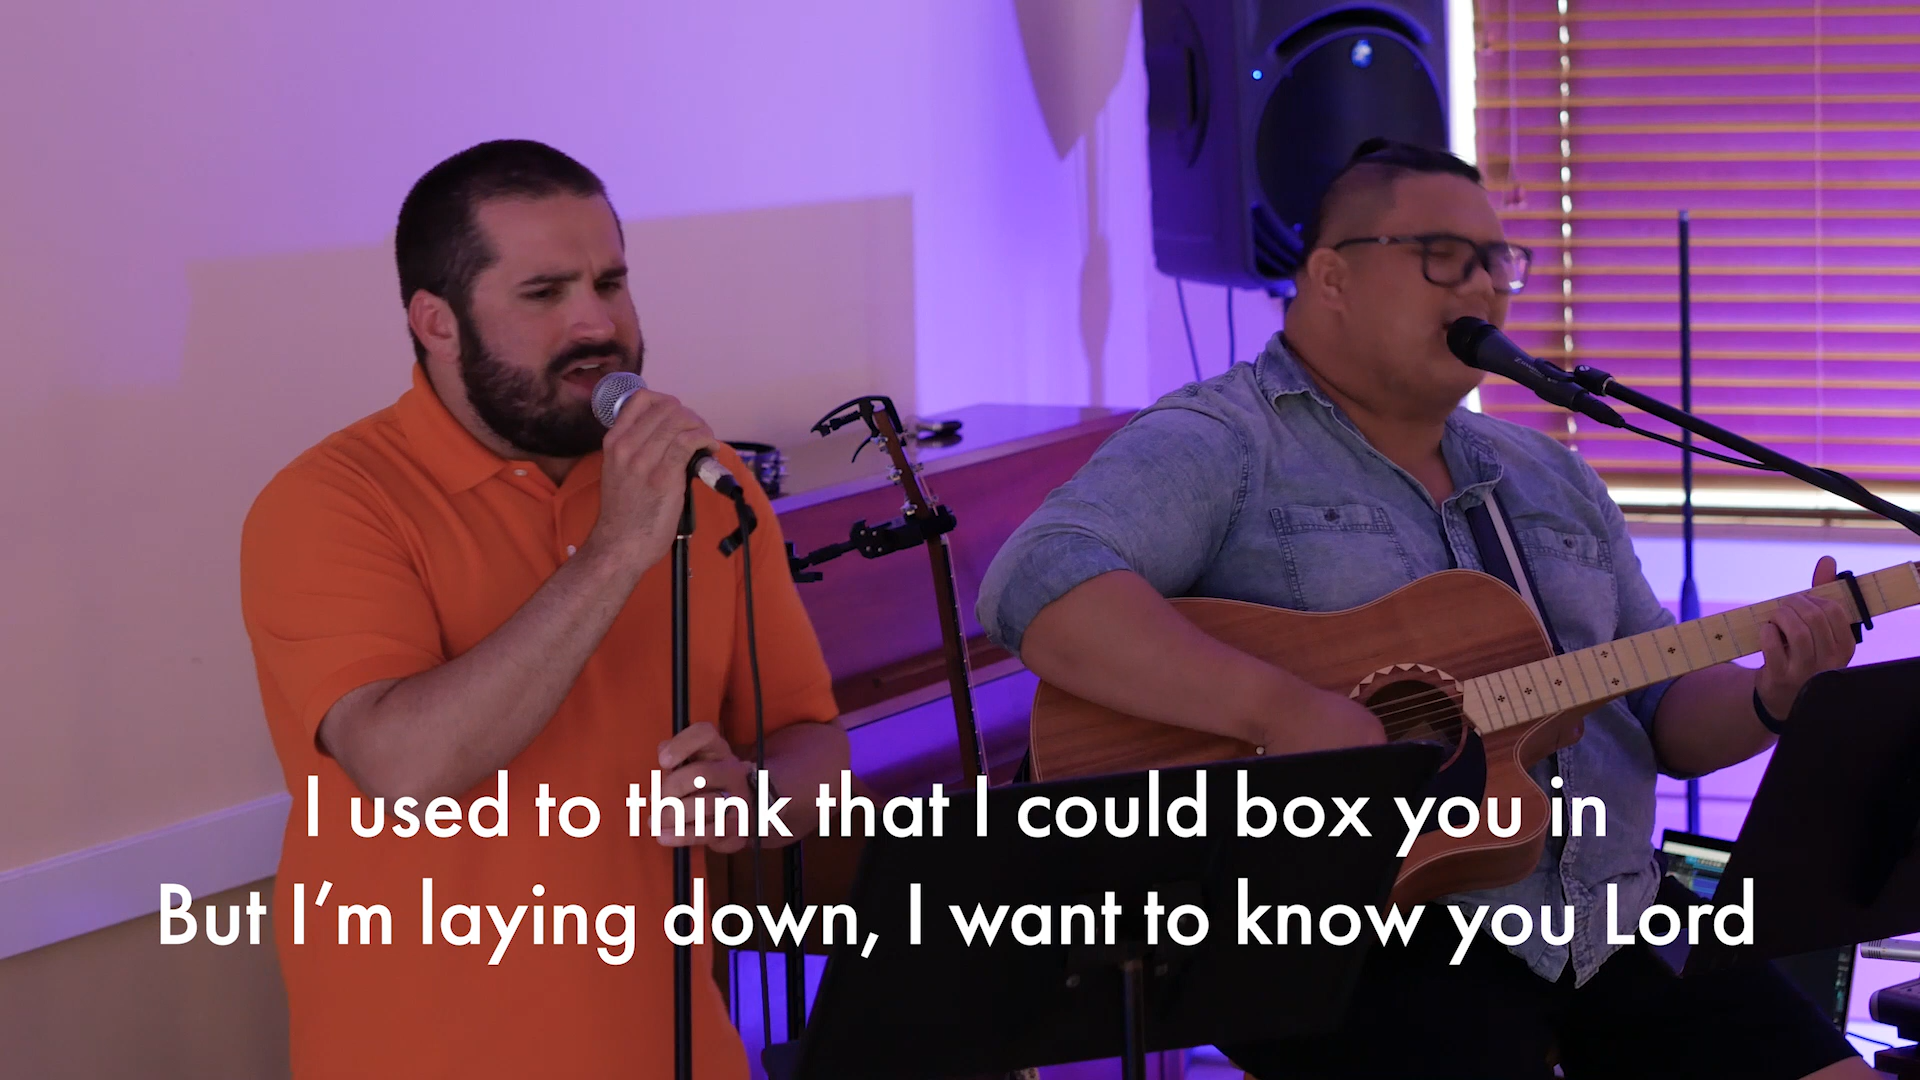 I used to think that I could box you in
But I’m laying down, I want to know you Lord